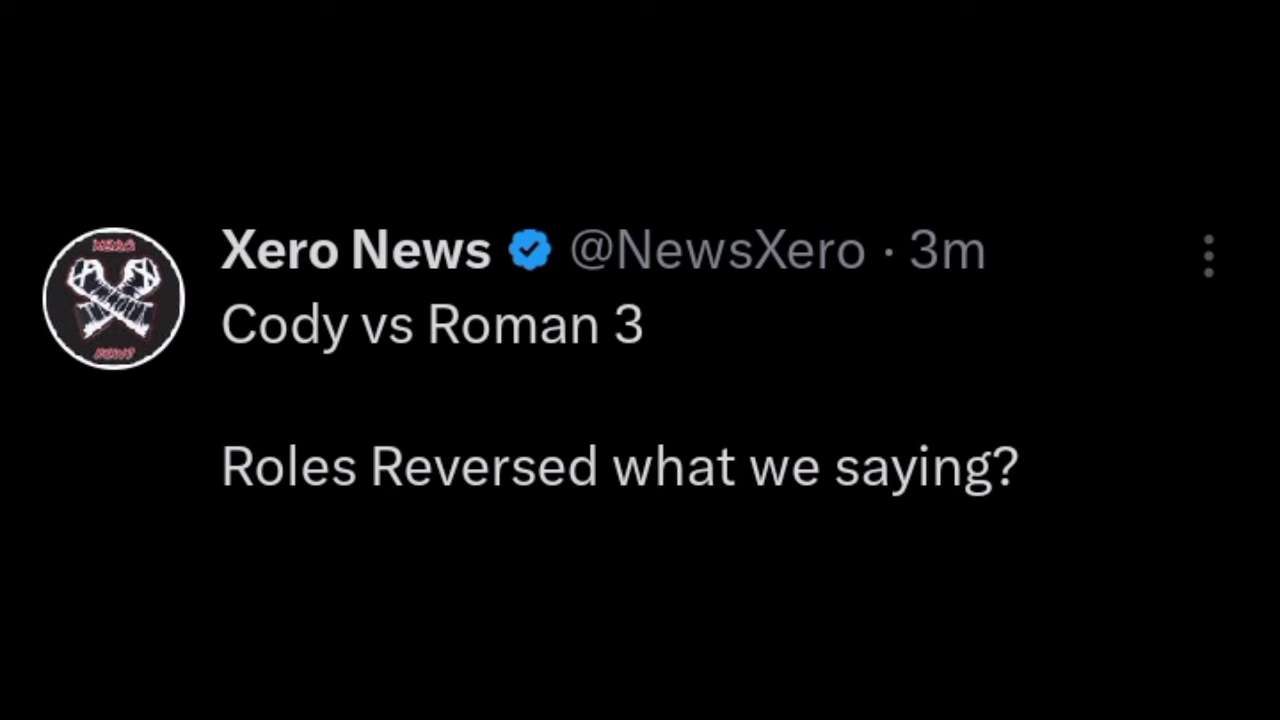 Xero News @NewsXero · 3m
Cody vs Roman 3
Roles Reversed what we saying?